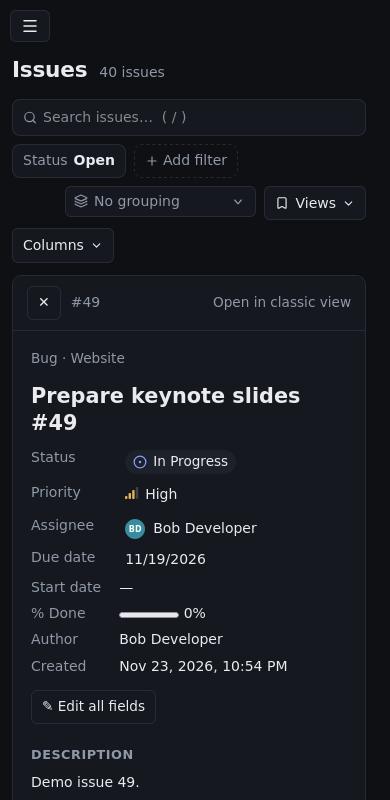 Issues 40 issues
Search issues… ( / )
Status Open
Add filter
No grouping
Views
Columns
✕ #49 Open in classic view
Bug · Website
Prepare keynote slides
#49
Status In Progress
Priority High
Assignee BD Bob Developer
Due date 11/19/2026
Start date —
% Done 0%
Author Bob Developer
Created Nov 23, 2026, 10:54 PM
✎ Edit all fields
DESCRIPTION
Demo issue 49.